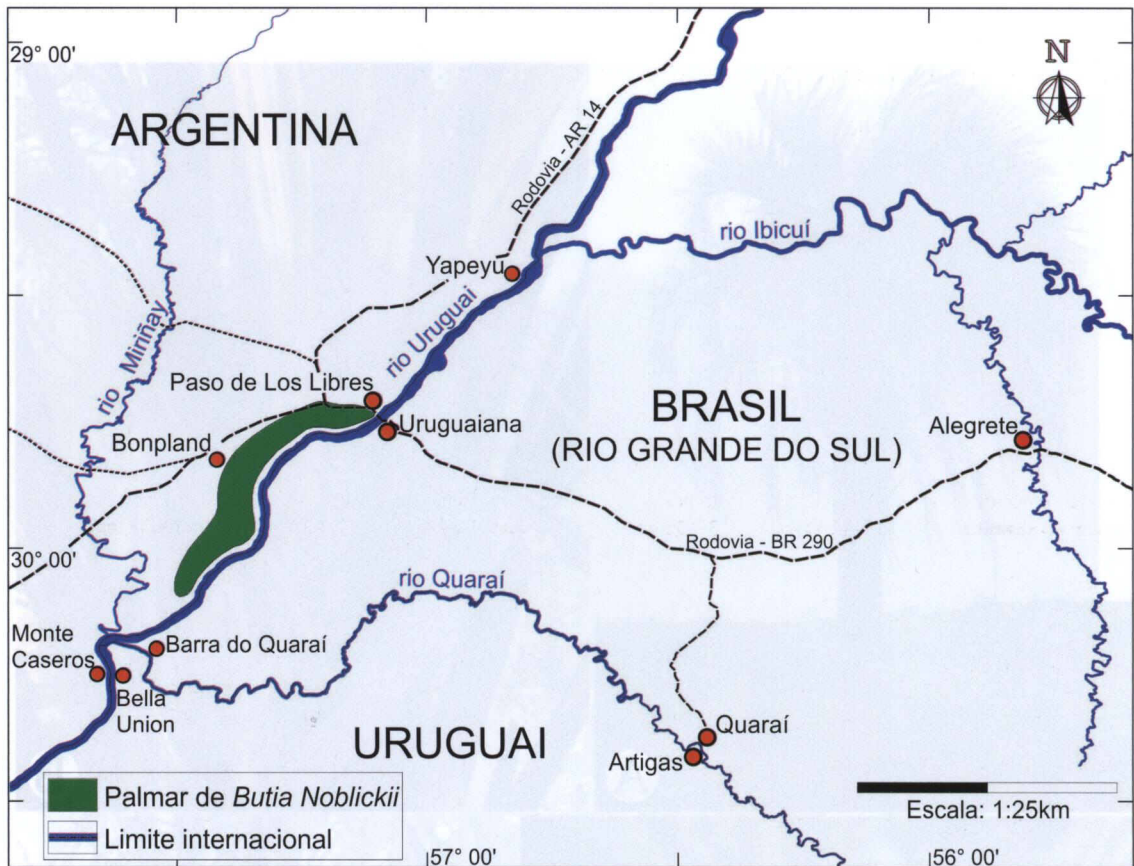 29° 00'
N
ARGENTINA
Rodovia - AR 14
rio Ibicuí
Yapeyú
rio Uruguai
rio Miriñay
Paso de Los Libres
BRASIL
(RIO GRANDE DO SUL)
Uruguaiana
Alegrete
Bonpland
30° 00'
Rodovia - BR 290
rio Quaraí
Monte
Caseros
Barra do Quaraí
Bella
Union
URUGUAI
Quaraí
Artigas
Palmar de Butia Noblickii
Limite internacional
Escala: 1:25km
57° 00'
56° 00'